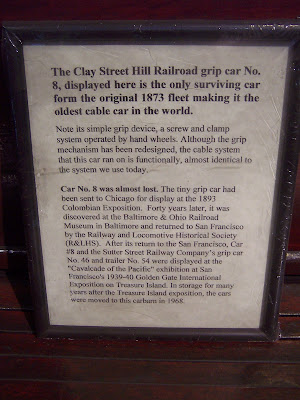 The Clay Street Hill Railroad grip car No.
8, displayed here is the only surviving car
form the original 1873 fleet making it the
oldest cable car in the world.
Note its simple grip device, a screw and clamp
system operated by hand wheels. Although the grip
mechanism has been redesigned, the cable system
that this car ran on is functionally, almost identical to
the system we use today.
Car No. 8 was almost lost. The tiny grip car had
been sent to Chicago for display at the 1893
Colombian Exposition. Forty years later, it was
discovered at the Baltimore & Ohio Railroad
Museum in Baltimore and returned to San Francisco
by the Railway and Locomotive Historical Society
(R&LHS). After its return to the San Francisco, Car
#8 and the Sutter Street Railway Company's grip car
No. 46 and trailer No. 54 were displayed at the
"Cavalcade of the Pacific" exhibition at San
Francisco's 1939-40 Golden Gate International
Exposition on Treasure Island. In storage for many
years after the Treasure Island exposition, the cars
were moved to this carbarn in 1968.